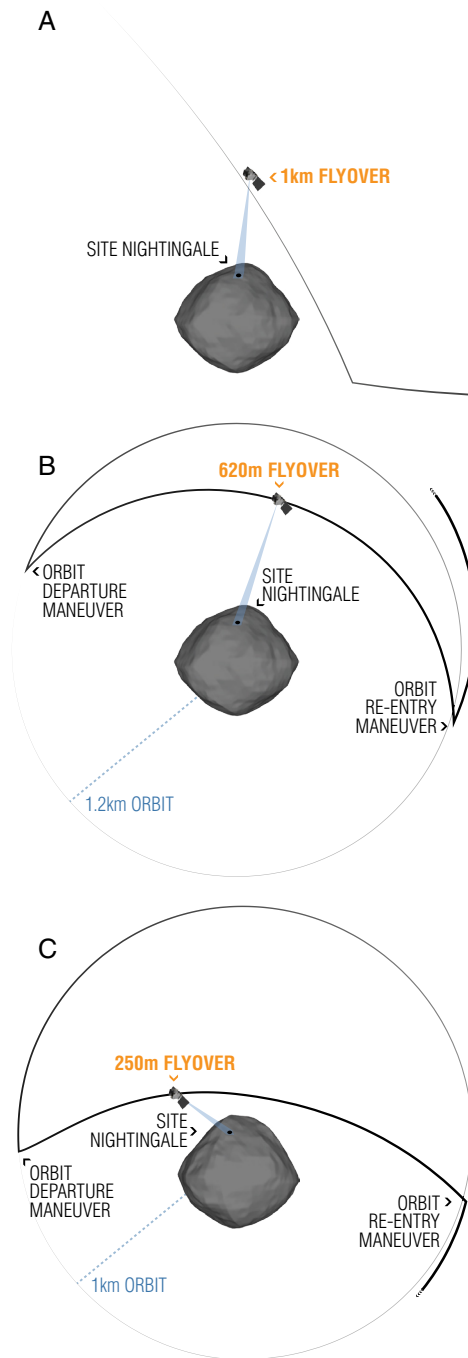 A
< 1km FLYOVER
SITE NIGHTINGALE
B
620m FLYOVER
ORBIT
DEPARTURE
MANEUVER
SITE
NIGHTINGALE
ORBIT
RE-ENTRY
MANEUVER
1.2km ORBIT
C
250m FLYOVER
SITE
NIGHTINGALE
ORBIT
DEPARTURE
MANEUVER
ORBIT
RE-ENTRY
MANEUVER
1km ORBIT